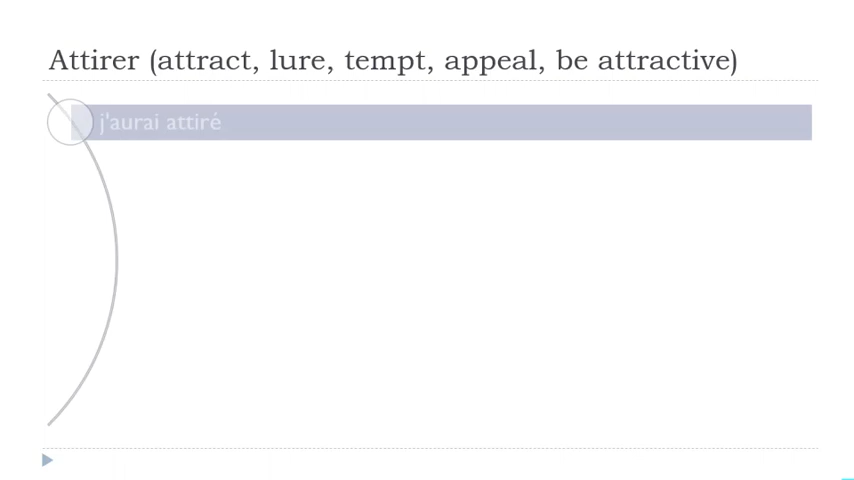 Attirer (attract, lure, tempt, appeal, be attractive)
j'aurai attiré